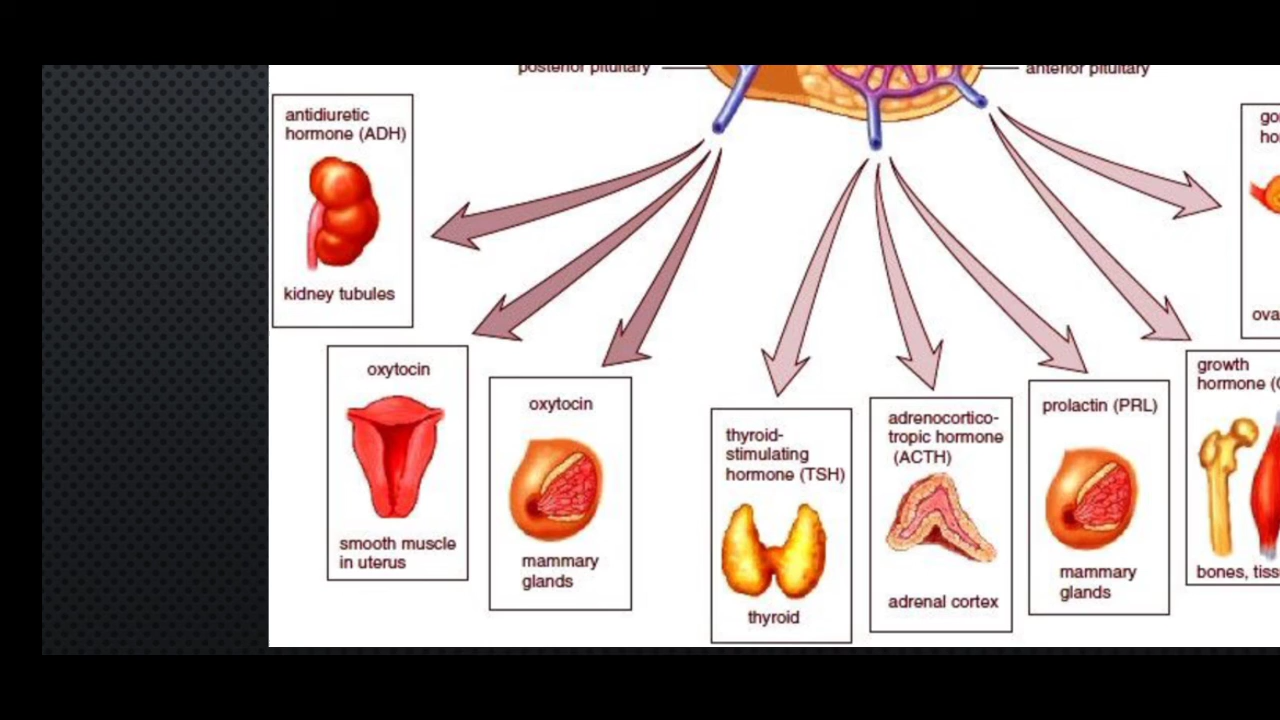 posterior pituitary
anterior pituitary
antidiuretic
hormone (ADH)
kidney tubules
oxytocin
smooth muscle
in uterus
oxytocin
mammary
glands
thyroid-
stimulating
hormone (TSH)
thyroid
adrenocortico-
tropic hormone
(ACTH)
adrenal cortex
prolactin (PRL)
mammary
glands
growth
hormone
bones,